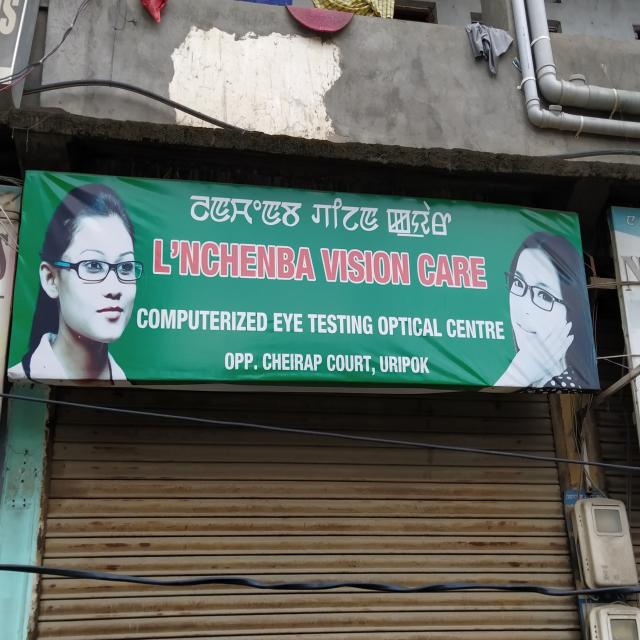 L'NCHENBA VISION CARE
COMPUTERIZED EYE TESTING OPTICAL CENTRE
OPP. CHEIRAP COURT, URIPOK